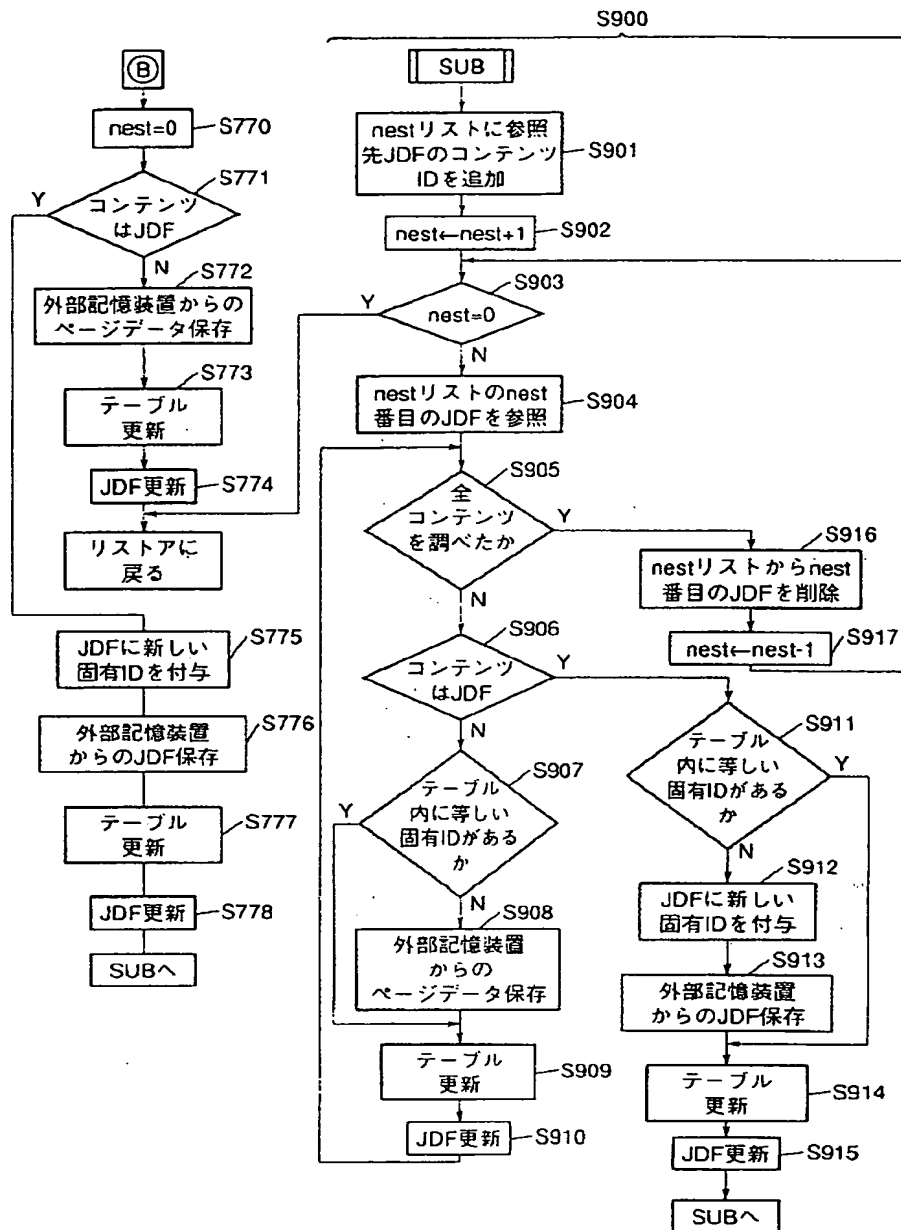 S900
B
nest=0
S770
S771
Y
コンテンツ
はJDF
N
S772
外部記憶装置からの
ページデータ保存
S773
テーブル
更新
JDF更新
S774
リストアに
戻る
JDFに新しい
固有IDを付与
S775
外部記憶装置
からのJDF保存
S776
テーブル
更新
S777
JDF更新
S778
SUBへ
SUB
nestリストに参照
先JDFのコンテンツ
IDを追加
S901
nest←nest+1
S902
S903
Y
nest=0
N
nestリストのnest
番目のJDFを参照
S904
S905
全
コンテンツ
を調べたか
Y
N
S916
nestリストからnest
番目のJDFを削除
nest←nest-1
S917
S906
コンテンツ
はJDF
Y
N
S907
Y
テーブル
内に等しい
固有IDがある
か
N
S908
外部記憶装置
からの
ページデータ保存
テーブル
更新
S909
JDF更新
S910
S911
テーブル
内に等しい
固有IDがある
か
Y
N
S912
JDFに新しい
固有IDを付与
S913
外部記憶装置
からのJDF保存
テーブル
更新
S914
JDF更新
S915
SUBへ